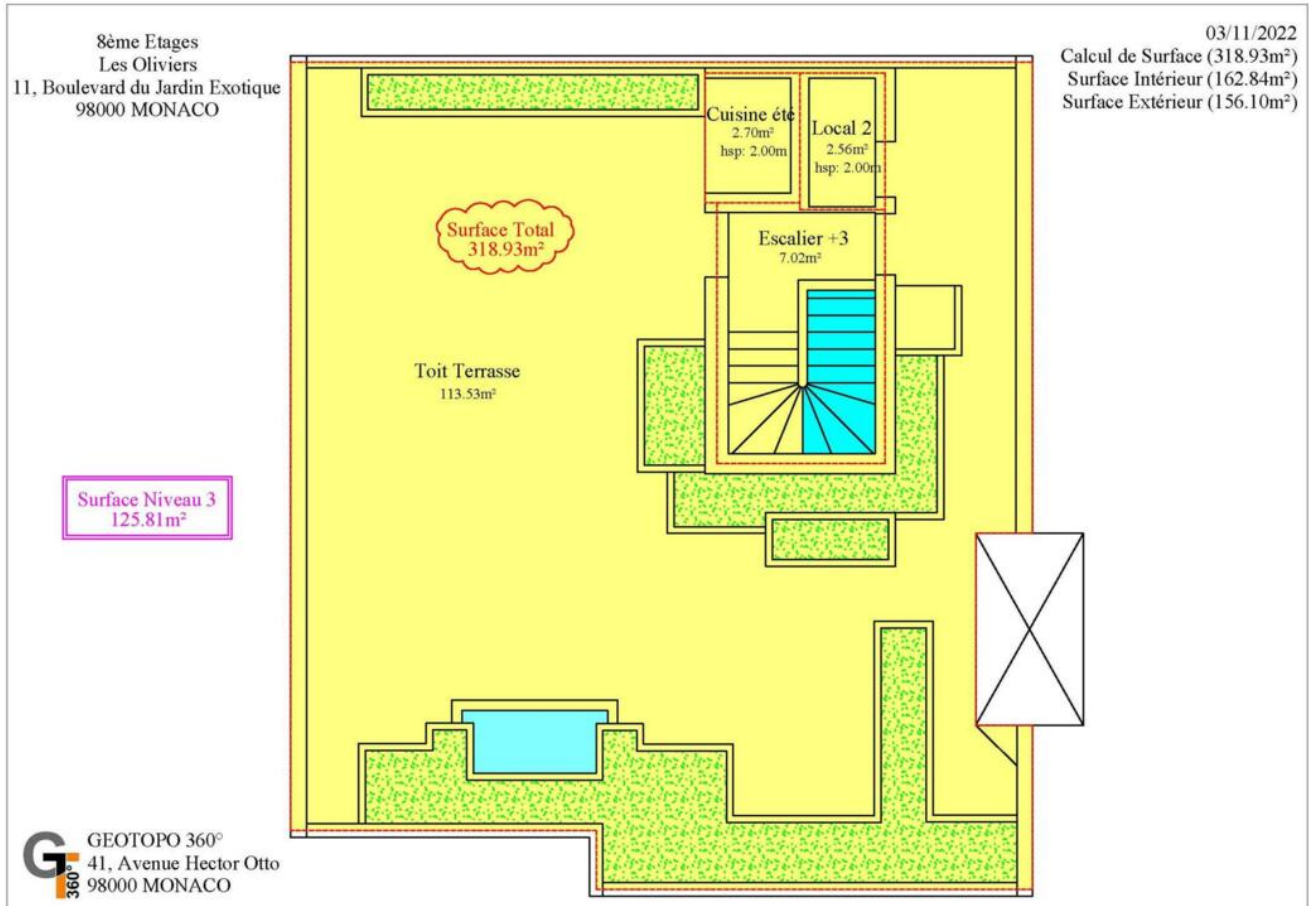 8ème Etages
Les Oliviers
11, Boulevard du Jardin Exotique
98000 MONACO
03/11/2022
Calcul de Surface (318.93m²)
Surface Intérieur (162.84m²)
Surface Extérieur (156.10m²)
Cuisine été
2.70m²
hsp: 2.00m
Local 2
2.56m²
hsp: 2.00m
Surface Total
318.93m²
Escalier +3
7.02m²
Toit Terrasse
113.53m²
Surface Niveau 3
125.81m²
GT
360°
GEOTOPO 360°
41, Avenue Hector Otto
98000 MONACO